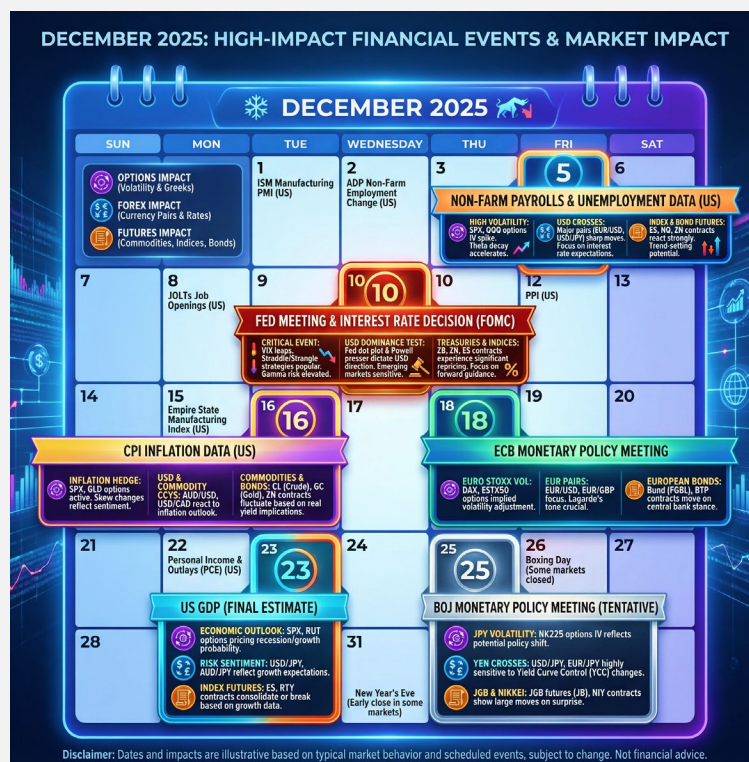 DECEMBER 2025: HIGH-IMPACT FINANCIAL EVENTS & MARKET IMPACT
DECEMBER 2025
SUN MON TUE WEDNESDAY THU FRI SAT
OPTIONS IMPACT
(Volatility & Greeks)
FOREX IMPACT
(Currency Pairs & Rates)
FUTURES IMPACT
(Commodities, Indices, Bonds)
1
ISM Manufacturing
PMI (US)
2
ADP Non-Farm
Employment
Change (US)
3
5
6
NON-FARM PAYROLLS & UNEMPLOYMENT DATA (US)
HIGH VOLATILITY:
SPX, QQQ options
IV spike.
Theta decay
accelerates.
USD CROSSES:
Major pairs (EUR/USD,
USD/JPY) sharp moves.
Focus on interest
rate expectations.
INDEX & BOND FUTURES:
ES, NQ, ZN contracts
react strongly.
Trend-setting
potential.
7
8
JOLTs Job
Openings (US)
9
10
10
10
12
PPI (US)
13
FED MEETING & INTEREST RATE DECISION (FOMC)
CRITICAL EVENT:
VIX leaps.
Straddle/Strangle
strategies popular.
Gamma risk elevated.
USD DOMINANCE TEST:
Fed dot plot & Powell
presser dictate USD
direction. Emerging
markets sensitive.
TREASURIES & INDICES:
ZB, ZN, ES contracts
experience significant
repricing. Focus on
forward guidance.
%
14
15
Empire State
Manufacturing
Index (US)
16
16
17
18
18
19
20
CPI INFLATION DATA (US)
INFLATION HEDGE:
SPX, GLD options
active. Skew changes
reflect sentiment.
USD &
COMMODITY
CCYS: AUD/USD,
USD/CAD react to
inflation outlook.
COMMODITIES &
BONDS: CL (Crude), GC
(Gold), ZN contracts
fluctuate based on real
yield implications.
ECB MONETARY POLICY MEETING
EURO STOXX VOL:
DAX, ESTX50
options implied
volatility adjustment.
EUR PAIRS:
EUR/USD, EUR/GBP
focus. Lagarde's
tone crucial.
EUROPEAN BONDS:
Bund (FGBL), BTP
contracts move on
central bank stance.
21
22
Personal Income &
Outlays (PCE) (US)
23
23
24
25
25
26
Boxing Day
(Some markets
closed)
27
US GDP (FINAL ESTIMATE)
ECONOMIC OUTLOOK: SPX, RUT
options pricing recession/growth
probability.
RISK SENTIMENT: USD/JPY,
AUD/JPY reflect growth expectations.
INDEX FUTURES: ES, RTY
contracts consolidate or break
based on growth data.
BOJ MONETARY POLICY MEETING (TENTATIVE)
JPY VOLATILITY: NK225 options IV reflects
potential policy shift.
YEN CROSSES: USD/JPY, EUR/JPY highly
sensitive to Yield Curve Control (YCC) changes.
JGB & NIKKEI: JGB futures (JB), NIY contracts
show large moves on surprise.
28
31
New Year's Eve
(Early close in some
markets)
Disclaimer: Dates and impacts are illustrative based on typical market behavior and scheduled events, subject to change. Not financial advice.